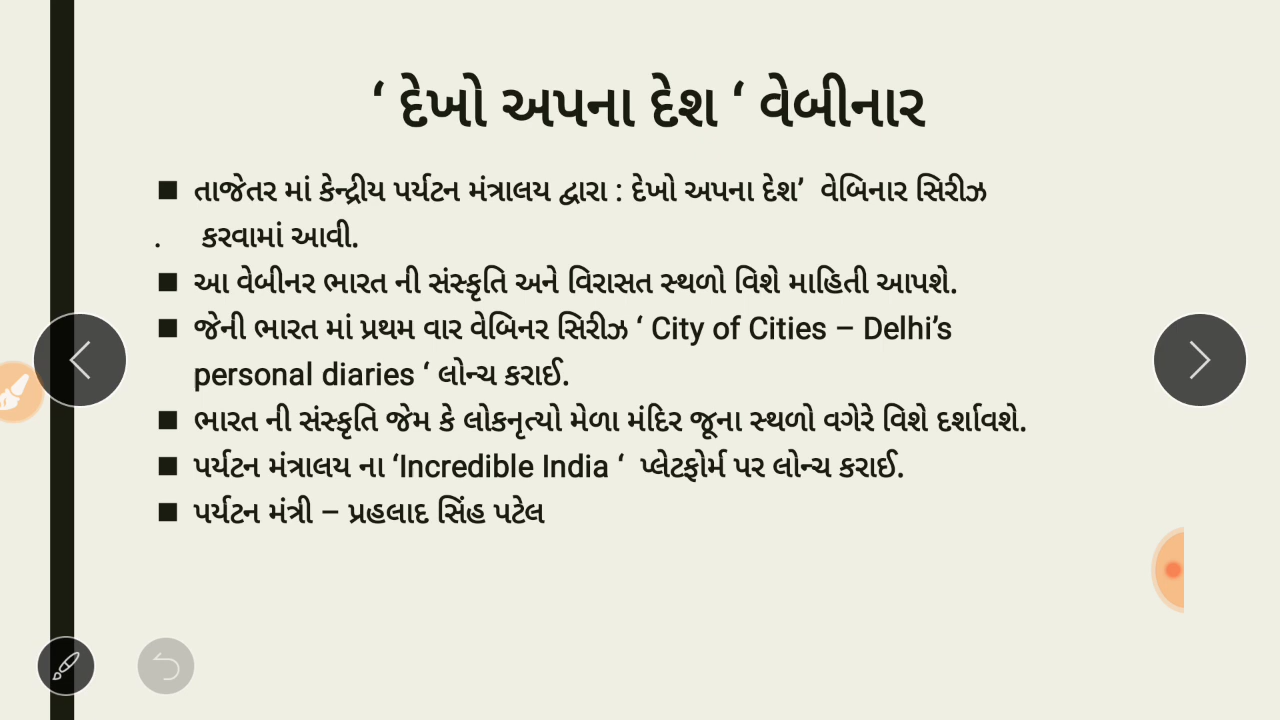 ‘ દેખો અપના દેશ ‘ વેબીનાર
■ તાજેતર માં કેન્દ્રીય પર્યટન મંત્રાલય દ્વારા : દેખો અપના દેશ’ વેબિનાર સિરીઝ
. કરવામાં આવી.
■ આ વેબીનર ભારત ની સંસ્કૃતિ અને વિરાસત સ્થળો વિશે માહિતી આપશે.
■ જેની ભારત માં પ્રથમ વાર વેબિનર સિરીઝ ‘ City of Cities – Delhi’s
personal diaries ‘ લોન્ચ કરાઈ.
■ ભારત ની સંસ્કૃતિ જેમ કે લોકનૃત્યો મેળા મંદિર જૂના સ્થળો વગેરે વિશે દર્શાવશે.
■ પર્યટન મંત્રાલય ના ‘Incredible India ‘ પ્લેટફોર્મ પર લોન્ચ કરાઈ.
■ પર્યટન મંત્રી – પ્રહલાદ સિંહ પટેલ